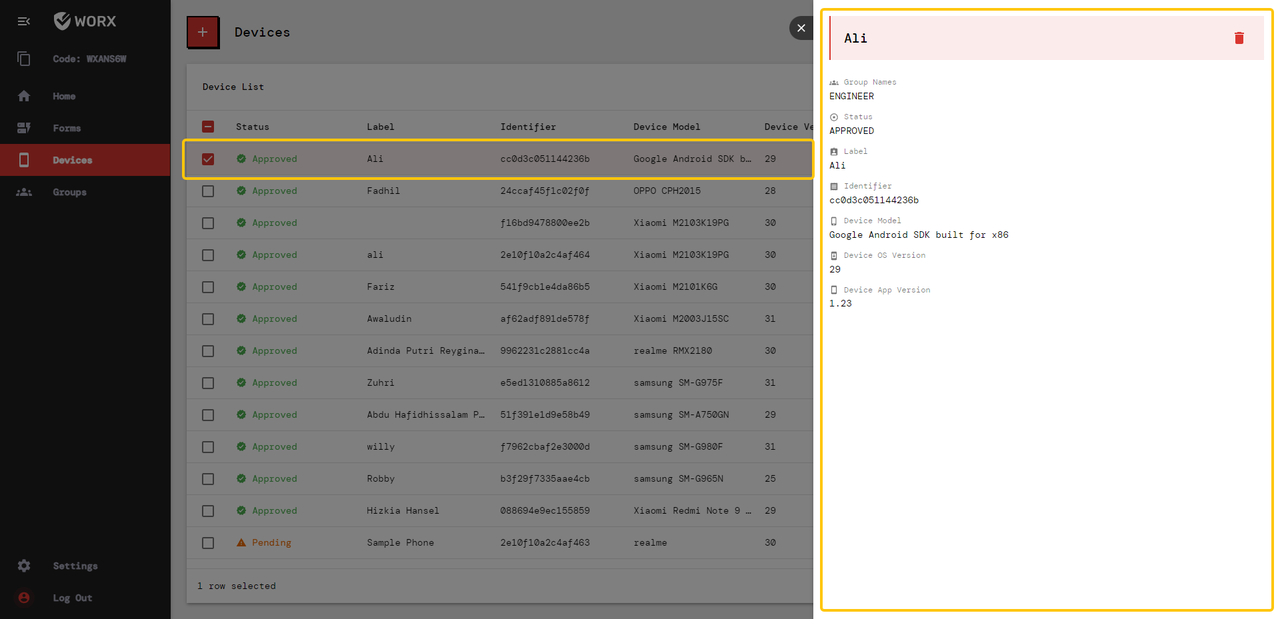 WORX
Code: WXANS6W
Home
Forms
Devices
Groups
Settings
Log Out
Devices
Device List
Status Label Identifier Device Model Device Ve
Approved Ali cc0d3c051144236b Google Android SDK b… 29
Approved Fadhil 24ccaf45f1c02f0f OPPO CPH2015 28
Approved f16bd9478800ee2b Xiaomi M2103K19PG 30
Approved ali 2e10f10a2c4af464 Xiaomi M2103K19PG 30
Approved Fariz 541f9cb1e4da86b5 Xiaomi M2101K6G 30
Approved Awaludin af62adf891de578f Xiaomi M2003J15SC 31
Approved Adinda Putri Reygina… 9962231c2881cc4a realme RMX2180 30
Approved Zuhri e5ed1310885a8612 samsung SM-G975F 31
Approved Abdu Hafidhissalam P… 51f391e1d9e58b49 samsung SM-A750GN 29
Approved willy f7962cbaf2e3000d samsung SM-G980F 31
Approved Robby b3f29f7335aae4cb samsung SM-G965N 25
Approved Hizkia Hansel 088694e9ec155859 Xiaomi Redmi Note 9 … 29
Pending Sample Phone 2e10f10a2c4af463 realme 30
1 row selected
Ali
Group Names
ENGINEER
Status
APPROVED
Label
Ali
Identifier
cc0d3c051144236b
Device Model
Google Android SDK built for x86
Device OS Version
29
Device App Version
1.23